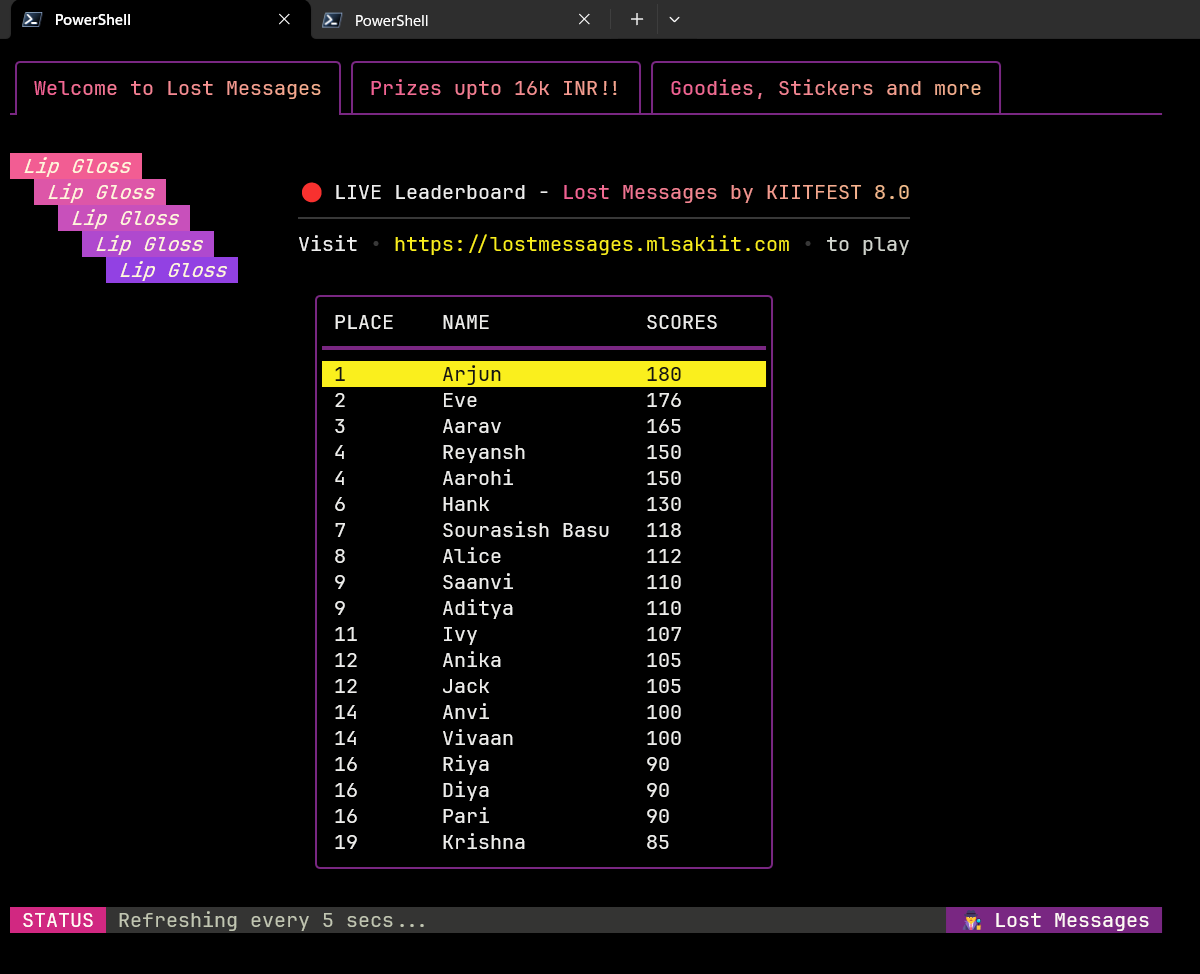 PowerShell PowerShell
Welcome to Lost Messages Prizes upto 16k INR!! Goodies, Stickers and more
Lip Gloss
Lip Gloss
Lip Gloss
Lip Gloss
Lip Gloss
LIVE Leaderboard - Lost Messages by KIITFEST 8.0
Visit • https://lostmessages.mlsakiit.com • to play
PLACE NAME SCORES
1 Arjun 180
2 Eve 176
3 Aarav 165
4 Reyansh 150
4 Aarohi 150
6 Hank 130
7 Sourasish Basu 118
8 Alice 112
9 Saanvi 110
9 Aditya 110
11 Ivy 107
12 Anika 105
12 Jack 105
14 Anvi 100
14 Vivaan 100
16 Riya 90
16 Diya 90
16 Pari 90
19 Krishna 85
STATUS Refreshing every 5 secs... Lost Messages